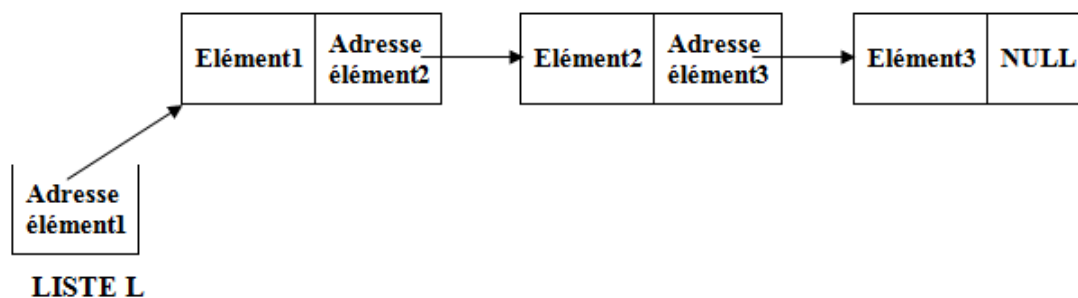 Elément1
Adresse
élément2
Elément2
Adresse
élément3
Elément3
NULL
Adresse
élément1
LISTE L